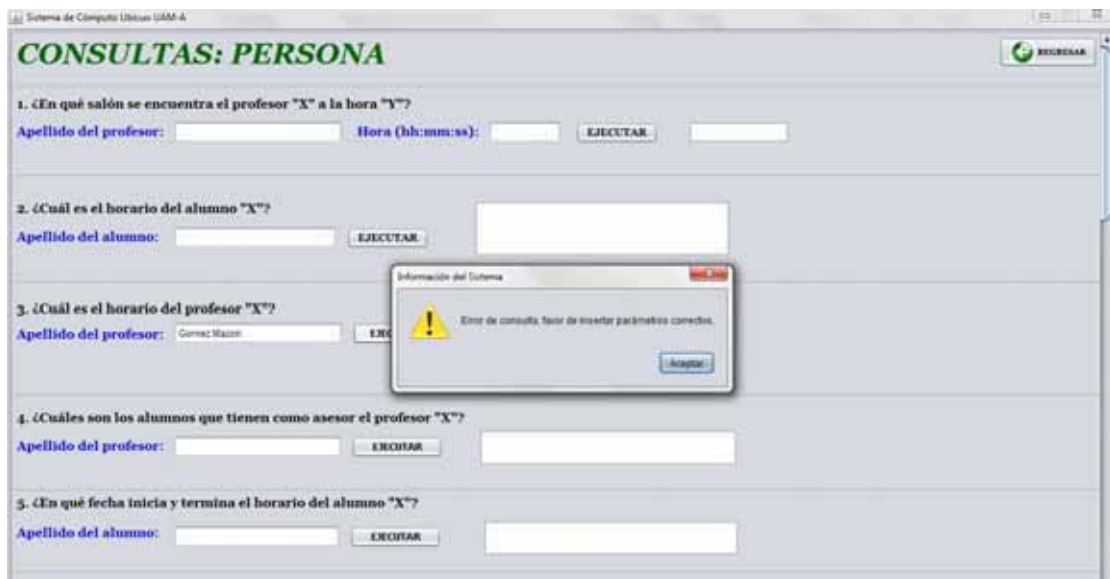 Sistema de Cómputo Ubicuo UAM-A
CONSULTAS: PERSONA
REGRESAR
1. ¿En qué salón se encuentra el profesor "X" a la hora "Y"?
Apellido del profesor:
Hora (hh:mm:ss):
EJECUTAR
2. ¿Cuál es el horario del alumno "X"?
Apellido del alumno:
EJECUTAR
Información del Sistema
Error de consulta, favor de insertar parámetros correctos.
Aceptar
3. ¿Cuál es el horario del profesor "X"?
Apellido del profesor:
Gomez Mazon
EJEC
4. ¿Cuáles son los alumnos que tienen como asesor el profesor "X"?
Apellido del profesor:
EJECUTAR
5. ¿En qué fecha inicia y termina el horario del alumno "X"?
Apellido del alumno:
EJECUTAR